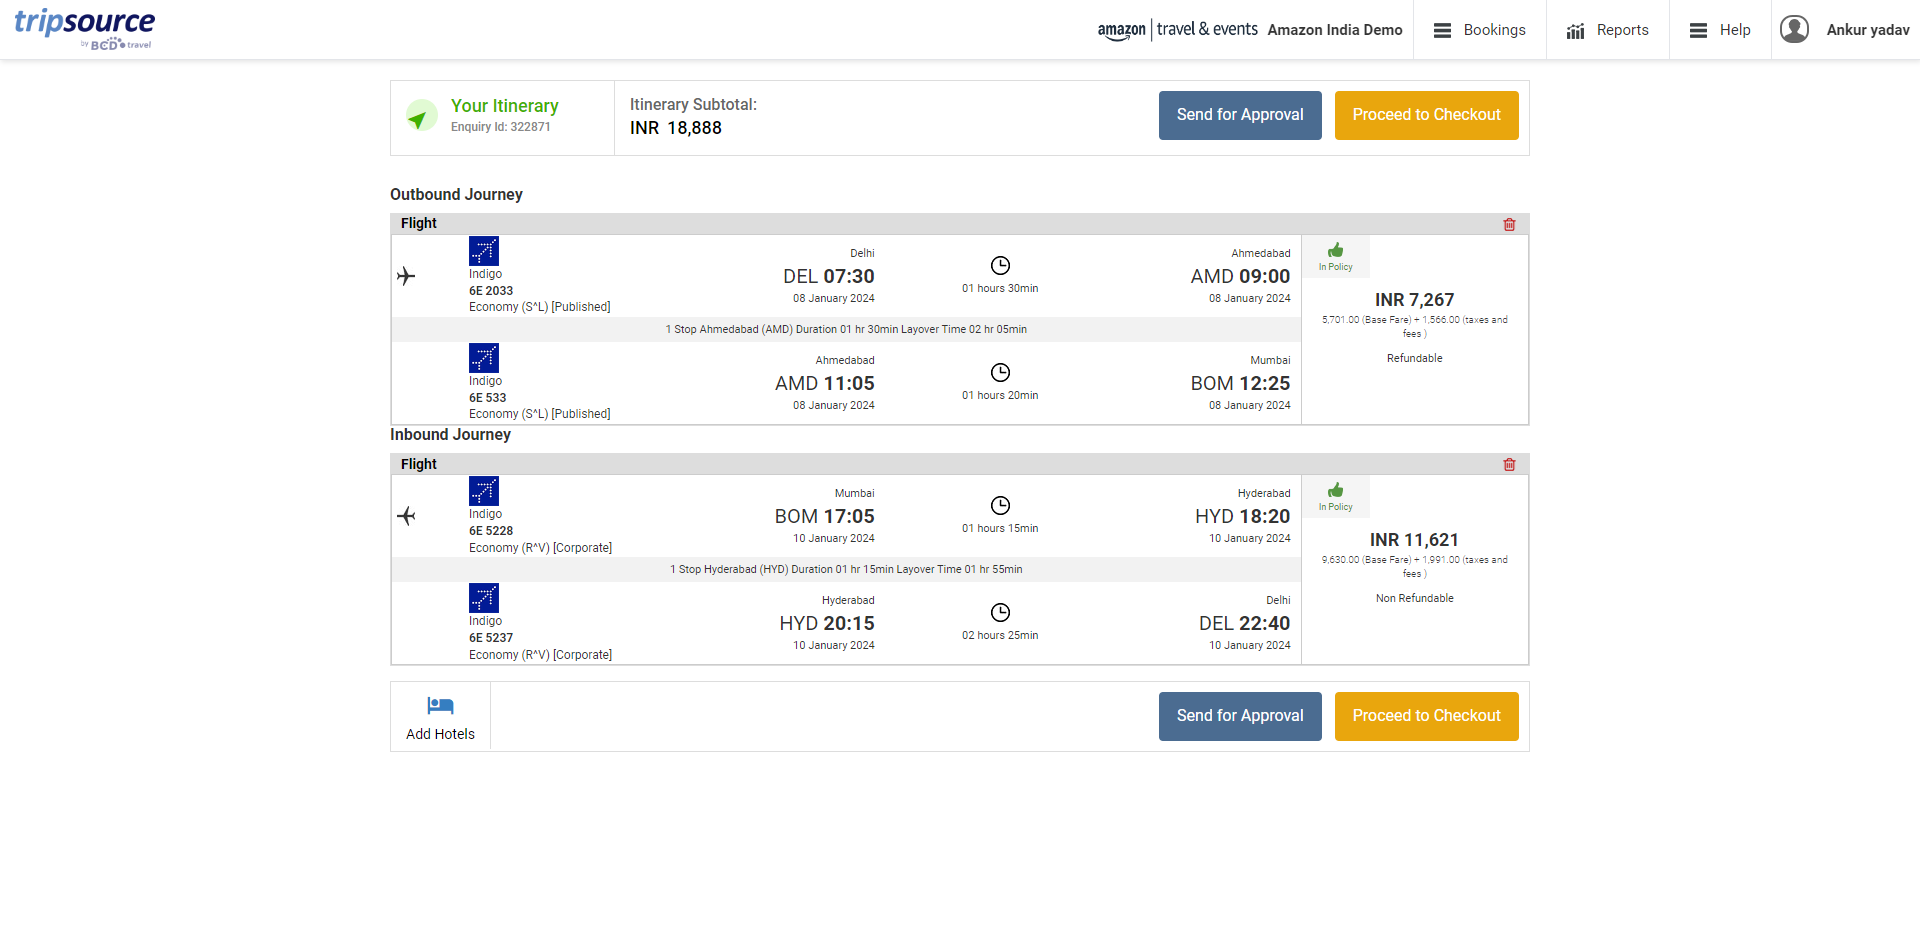 tripsource
by BCD travel
amazon travel & events Amazon India Demo
Bookings
Reports
Help
Ankur yadav
Your Itinerary
Enquiry Id: 322871
Itinerary Subtotal:
INR 18,888
Send for Approval
Proceed to Checkout
Outbound Journey
Flight
Indigo
6E 2033
Economy (S^L) [Published]
Delhi
DEL 07:30
08 January 2024
01 hours 30min
Ahmedabad
AMD 09:00
08 January 2024
In Policy
INR 7,267
5,701.00 (Base Fare) + 1,566.00 (taxes and
fees )
Refundable
1 Stop Ahmedabad (AMD) Duration 01 hr 30min Layover Time 02 hr 05min
Indigo
6E 533
Economy (S^L) [Published]
Ahmedabad
AMD 11:05
08 January 2024
01 hours 20min
Mumbai
BOM 12:25
08 January 2024
Inbound Journey
Flight
Indigo
6E 5228
Economy (R^V) [Corporate]
Mumbai
BOM 17:05
10 January 2024
01 hours 15min
Hyderabad
HYD 18:20
10 January 2024
In Policy
INR 11,621
9,630.00 (Base Fare) + 1,991.00 (taxes and
fees )
Non Refundable
1 Stop Hyderabad (HYD) Duration 01 hr 15min Layover Time 01 hr 55min
Indigo
6E 5237
Economy (R^V) [Corporate]
Hyderabad
HYD 20:15
10 January 2024
02 hours 25min
Delhi
DEL 22:40
10 January 2024
Add Hotels
Send for Approval
Proceed to Checkout